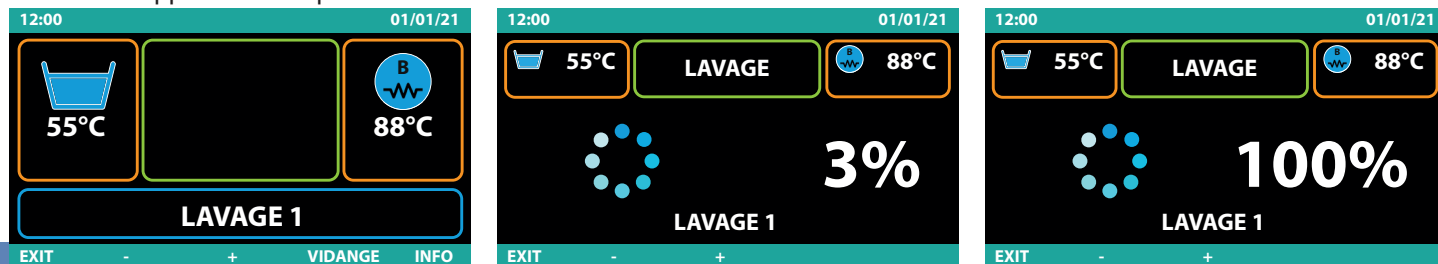 12:00 01/01/21
55°C
B
88°C
LAVAGE 1
EXIT - + VIDANGE INFO
12:00 01/01/21
55°C LAVAGE B 88°C
3%
LAVAGE 1
EXIT - +
12:00 01/01/21
55°C LAVAGE B 88°C
100%
LAVAGE 1
EXIT - +